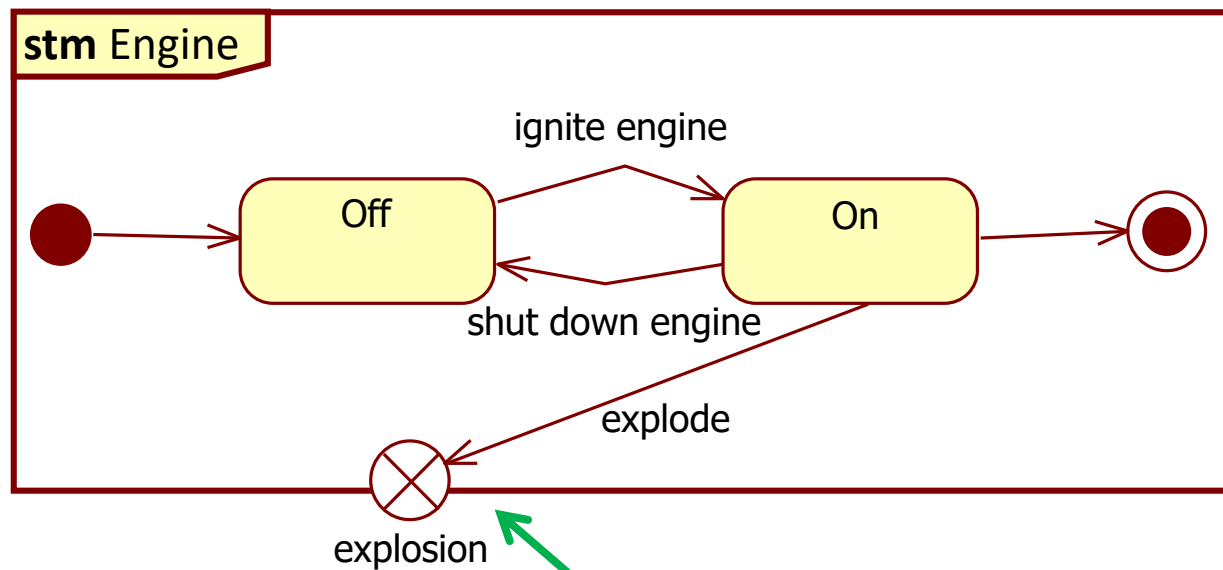 stm Engine
ignite engine
Off
On
shut down engine
explode
explosion